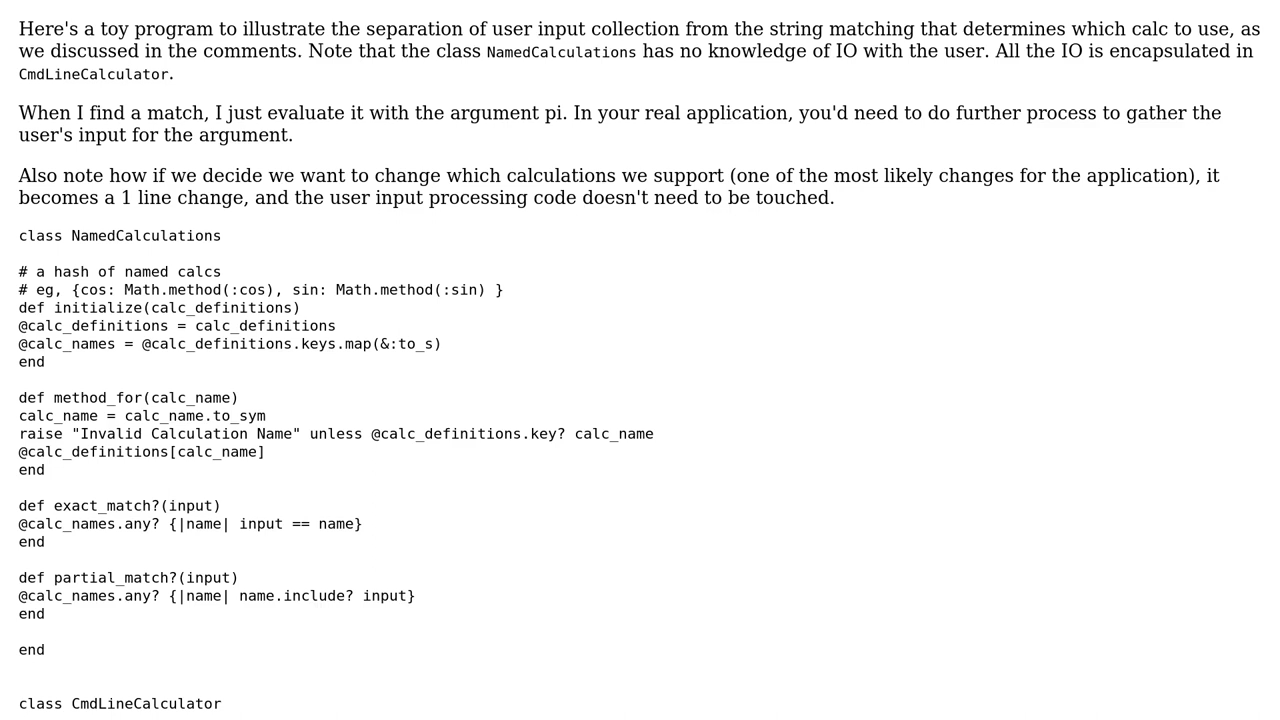 Here's a toy program to illustrate the separation of user input collection from the string matching that determines which calc to use, as
we discussed in the comments. Note that the class NamedCalculations has no knowledge of IO with the user. All the IO is encapsulated in
CmdLineCalculator.
When I find a match, I just evaluate it with the argument pi. In your real application, you'd need to do further process to gather the
user's input for the argument.
Also note how if we decide we want to change which calculations we support (one of the most likely changes for the application), it
becomes a 1 line change, and the user input processing code doesn't need to be touched.
class NamedCalculations
# a hash of named calcs
# eg, {cos: Math.method(:cos), sin: Math.method(:sin) }
def initialize(calc_definitions)
@calc_definitions = calc_definitions
@calc_names = @calc_definitions.keys.map(&:to_s)
end
def method_for(calc_name)
calc_name = calc_name.to_sym
raise "Invalid Calculation Name" unless @calc_definitions.key? calc_name
@calc_definitions[calc_name]
end
def exact_match?(input)
@calc_names.any? {|name| input == name}
end
def partial_match?(input)
@calc_names.any? {|name| name.include? input}
end
end
class CmdLineCalculator